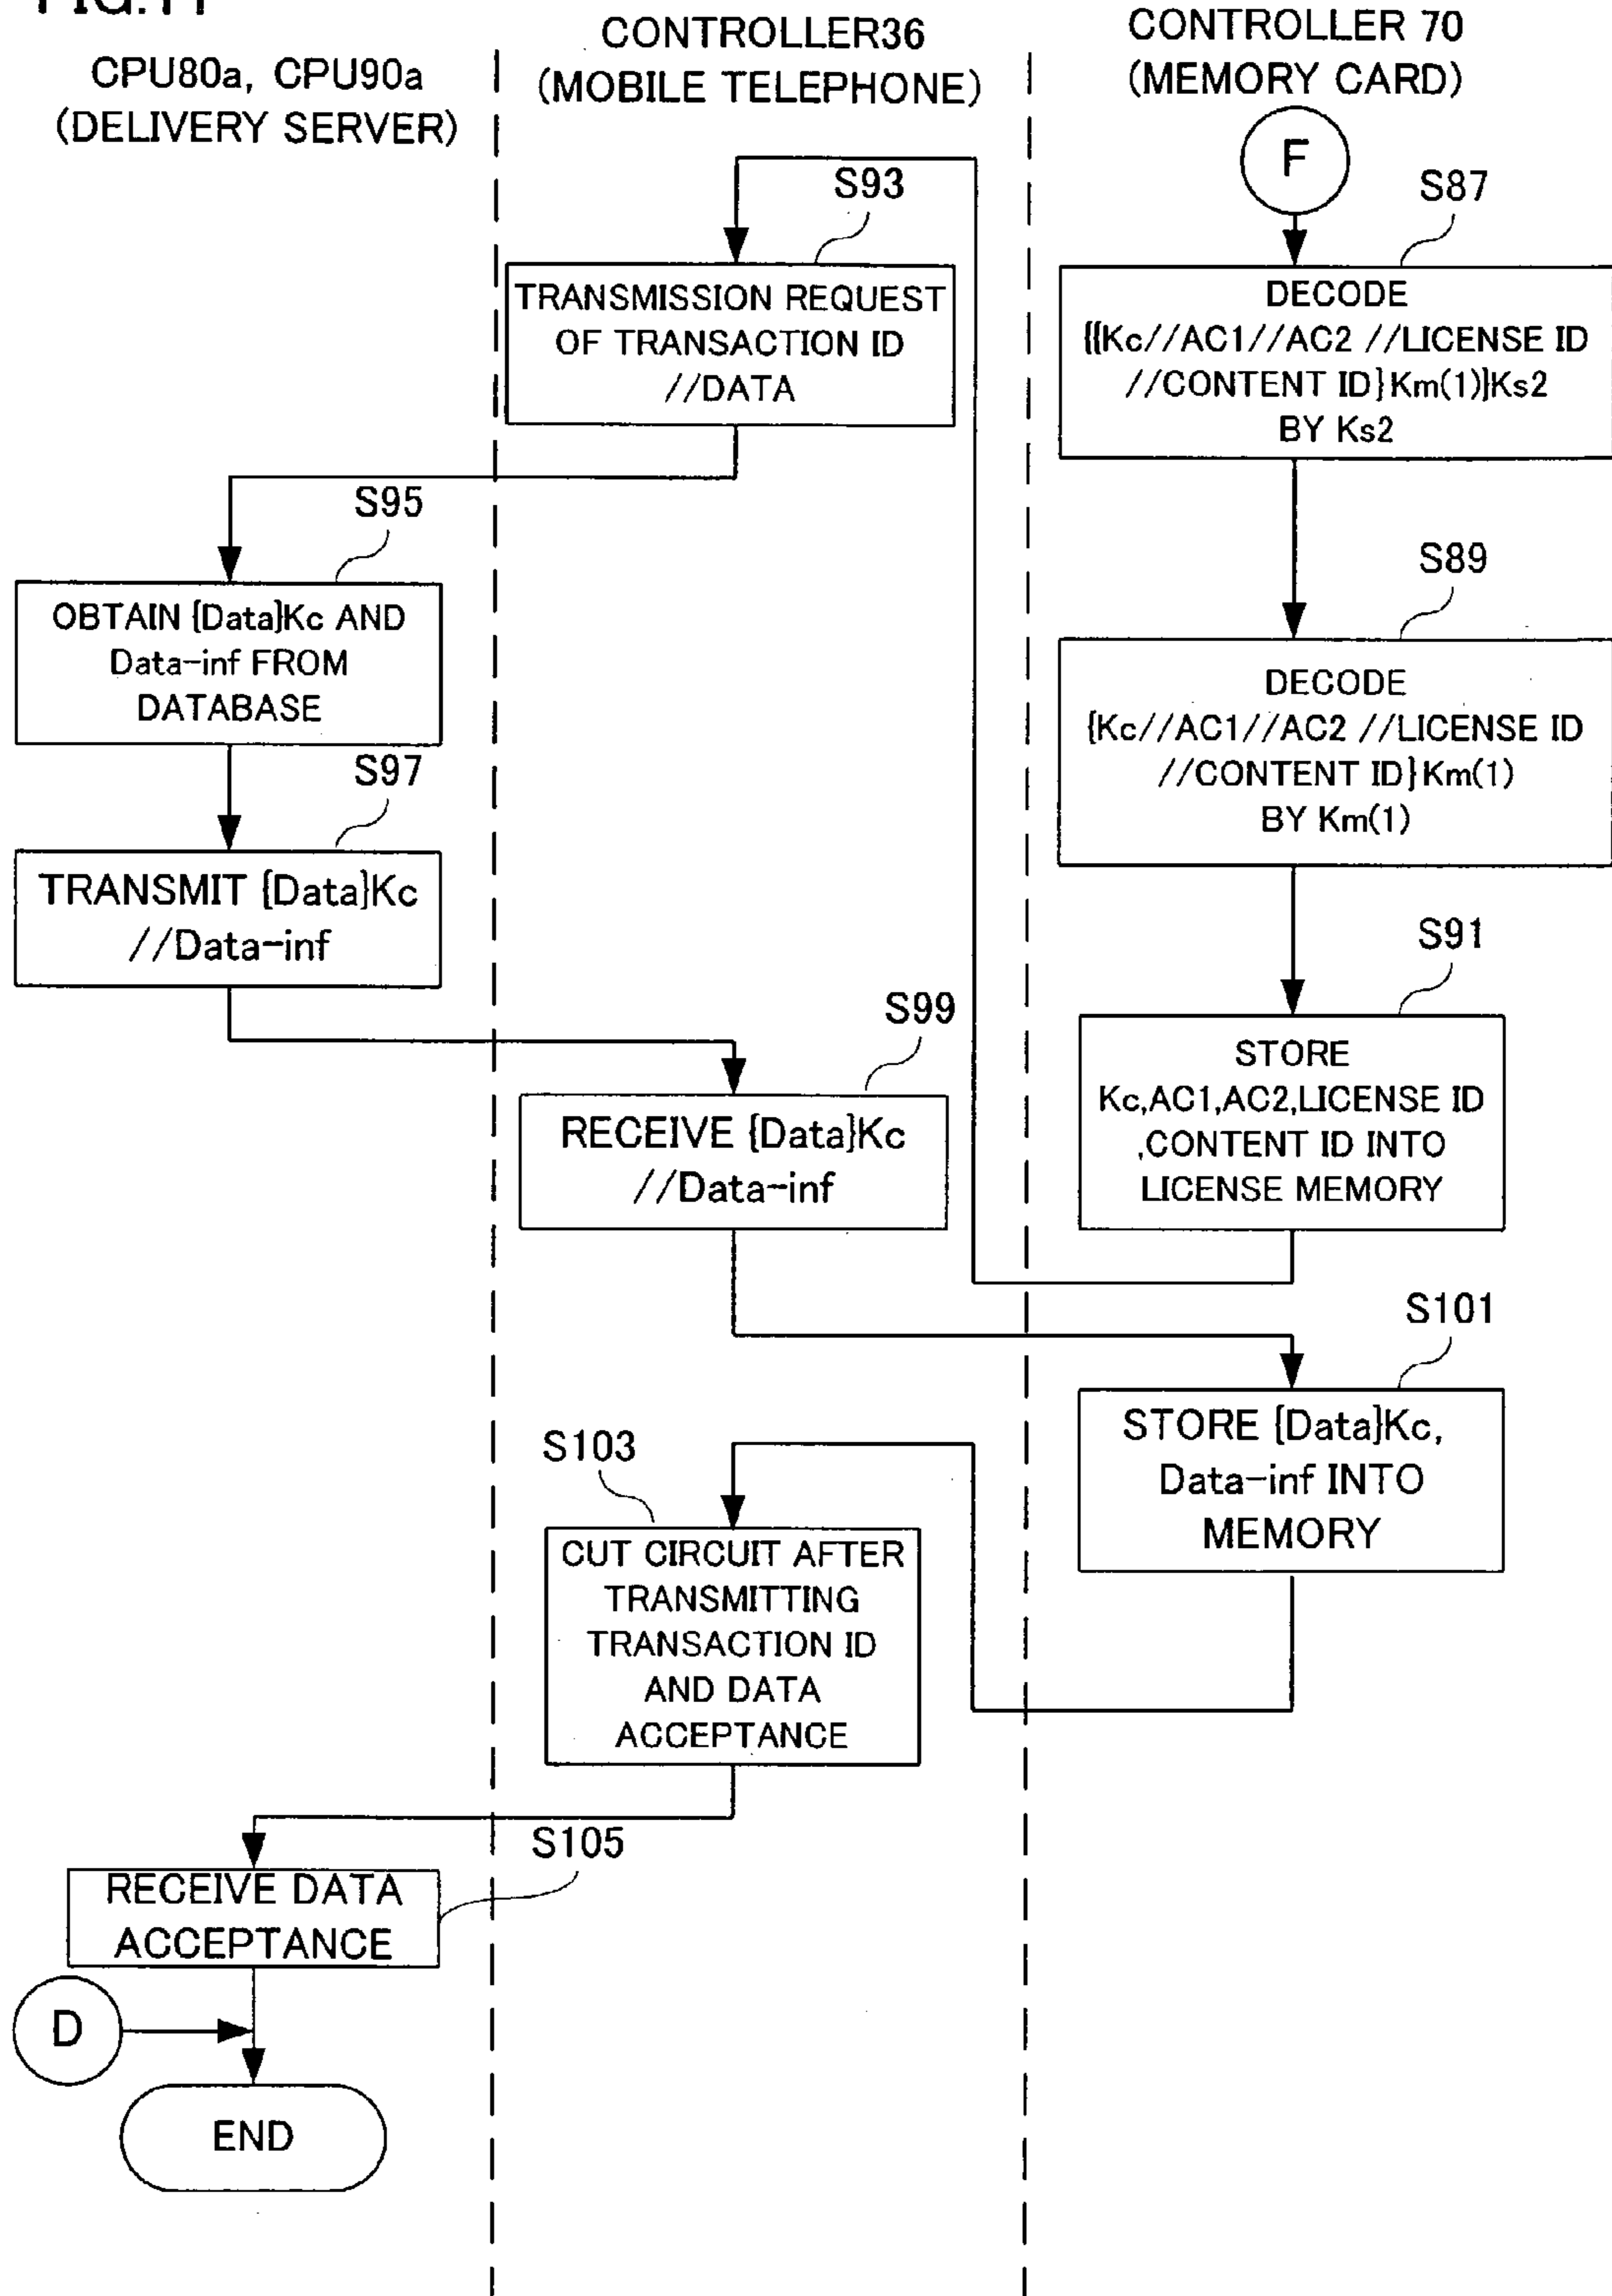 FIG.11
CPU80a, CPU90a
(DELIVERY SERVER)
CONTROLLER36
(MOBILE TELEPHONE)
CONTROLLER 70
(MEMORY CARD)
F
S87
DECODE
{{Kc//AC1//AC2 //LICENSE ID
//CONTENT ID}Km(1)}Ks2
BY Ks2
S89
DECODE
{Kc//AC1//AC2 //LICENSE ID
//CONTENT ID}Km(1)
BY Km(1)
S91
STORE
Kc,AC1,AC2,LICENSE ID
,CONTENT ID INTO
LICENSE MEMORY
S93
TRANSMISSION REQUEST
OF TRANSACTION ID
//DATA
S95
OBTAIN {Data}Kc AND
Data-inf FROM
DATABASE
S97
TRANSMIT {Data}Kc
//Data-inf
S99
RECEIVE {Data}Kc
//Data-inf
S101
STORE {Data}Kc,
Data-inf INTO
MEMORY
S103
CUT CIRCUIT AFTER
TRANSMITTING
TRANSACTION ID
AND DATA
ACCEPTANCE
S105
RECEIVE DATA
ACCEPTANCE
D
END